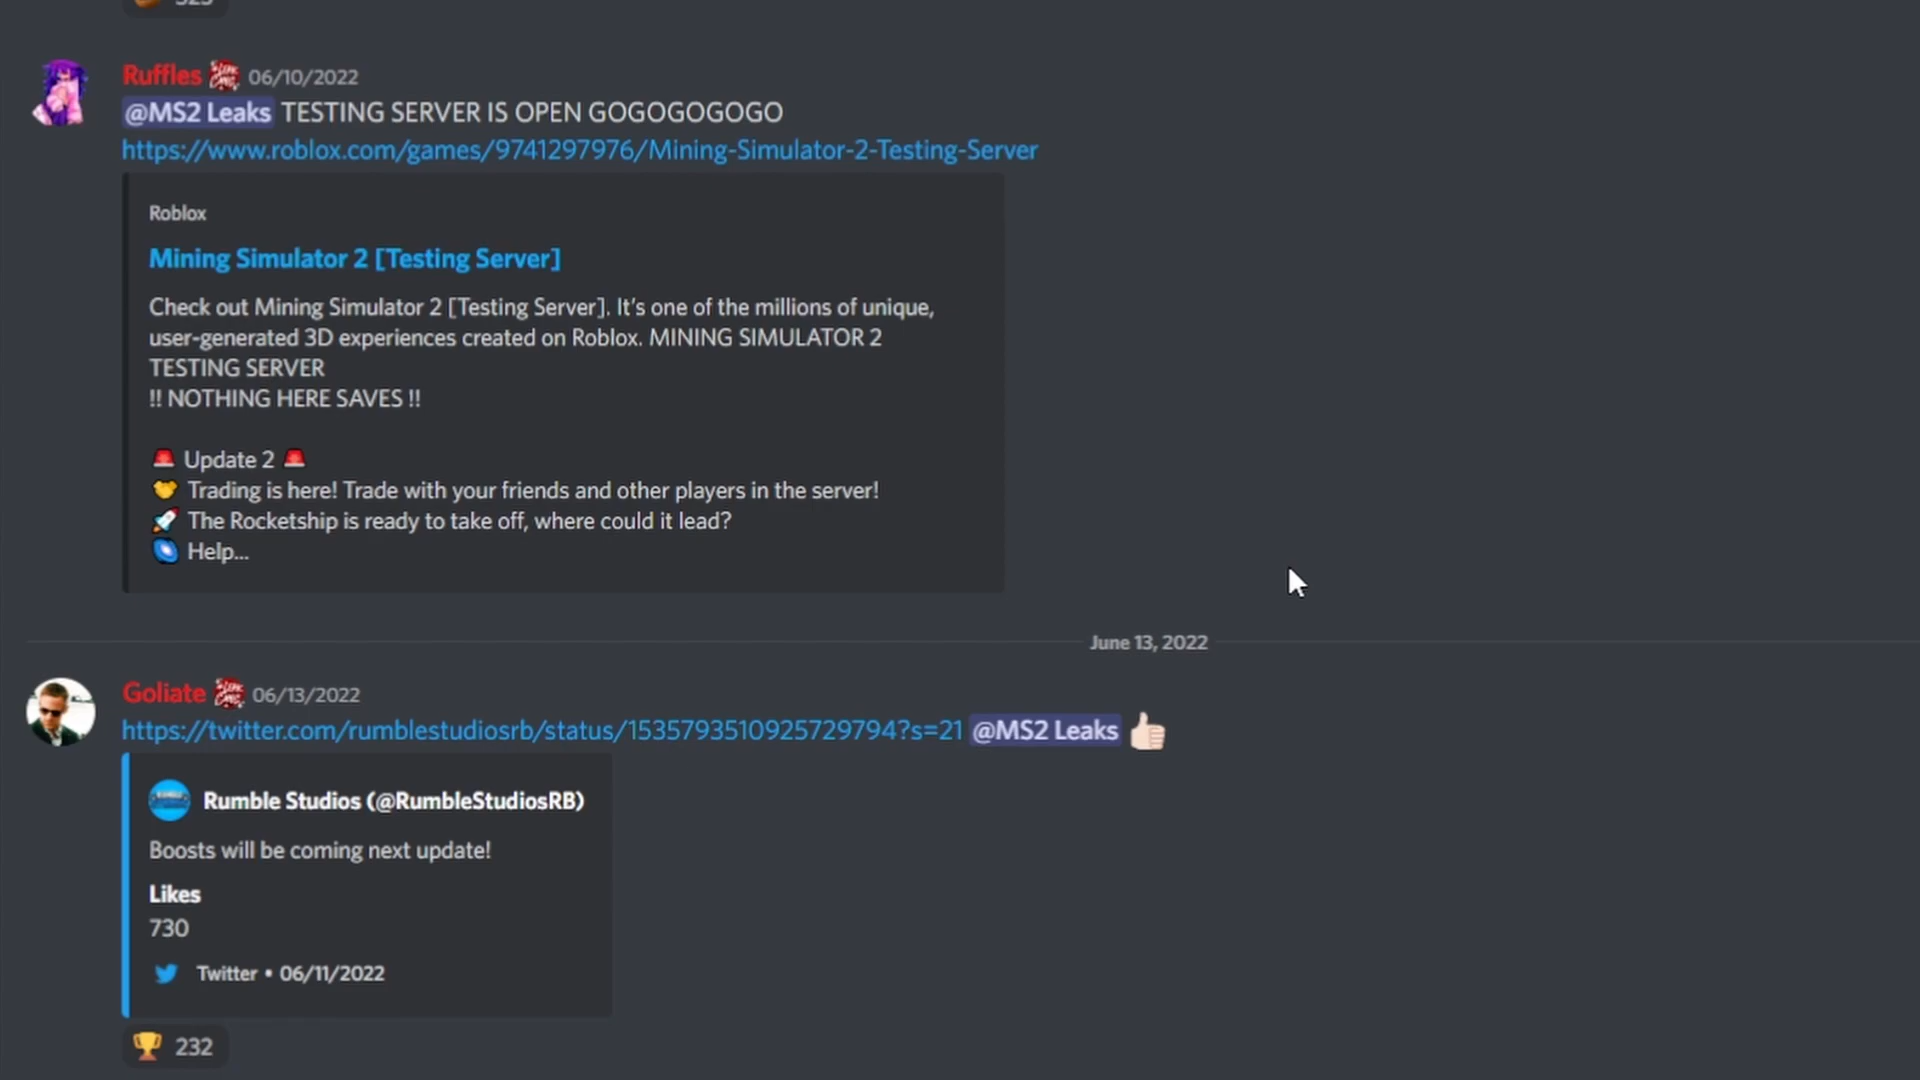 Ruffles 06/10/2022
@MS2 Leaks TESTING SERVER IS OPEN GOGOGOGOGO
https://www.roblox.com/games/9741297976/Mining-Simulator-2-Testing-Server
Roblox
Mining Simulator 2 [Testing Server]
Check out Mining Simulator 2 [Testing Server]. It's one of the millions of unique,
user-generated 3D experiences created on Roblox. MINING SIMULATOR 2
TESTING SERVER
!! NOTHING HERE SAVES !!
🚨 Update 2 🚨
🤝 Trading is here! Trade with your friends and other players in the server!
🚀 The Rocketship is ready to take off, where could it lead?
🌀 Help...
June 13, 2022
Goliate 06/13/2022
https://twitter.com/rumblestudiosrb/status/1535793510925729794?s=21 @MS2 Leaks 👍🏻
Rumble Studios (@RumbleStudiosRB)
Boosts will be coming next update!
Likes
730
Twitter • 06/11/2022
🏆 232